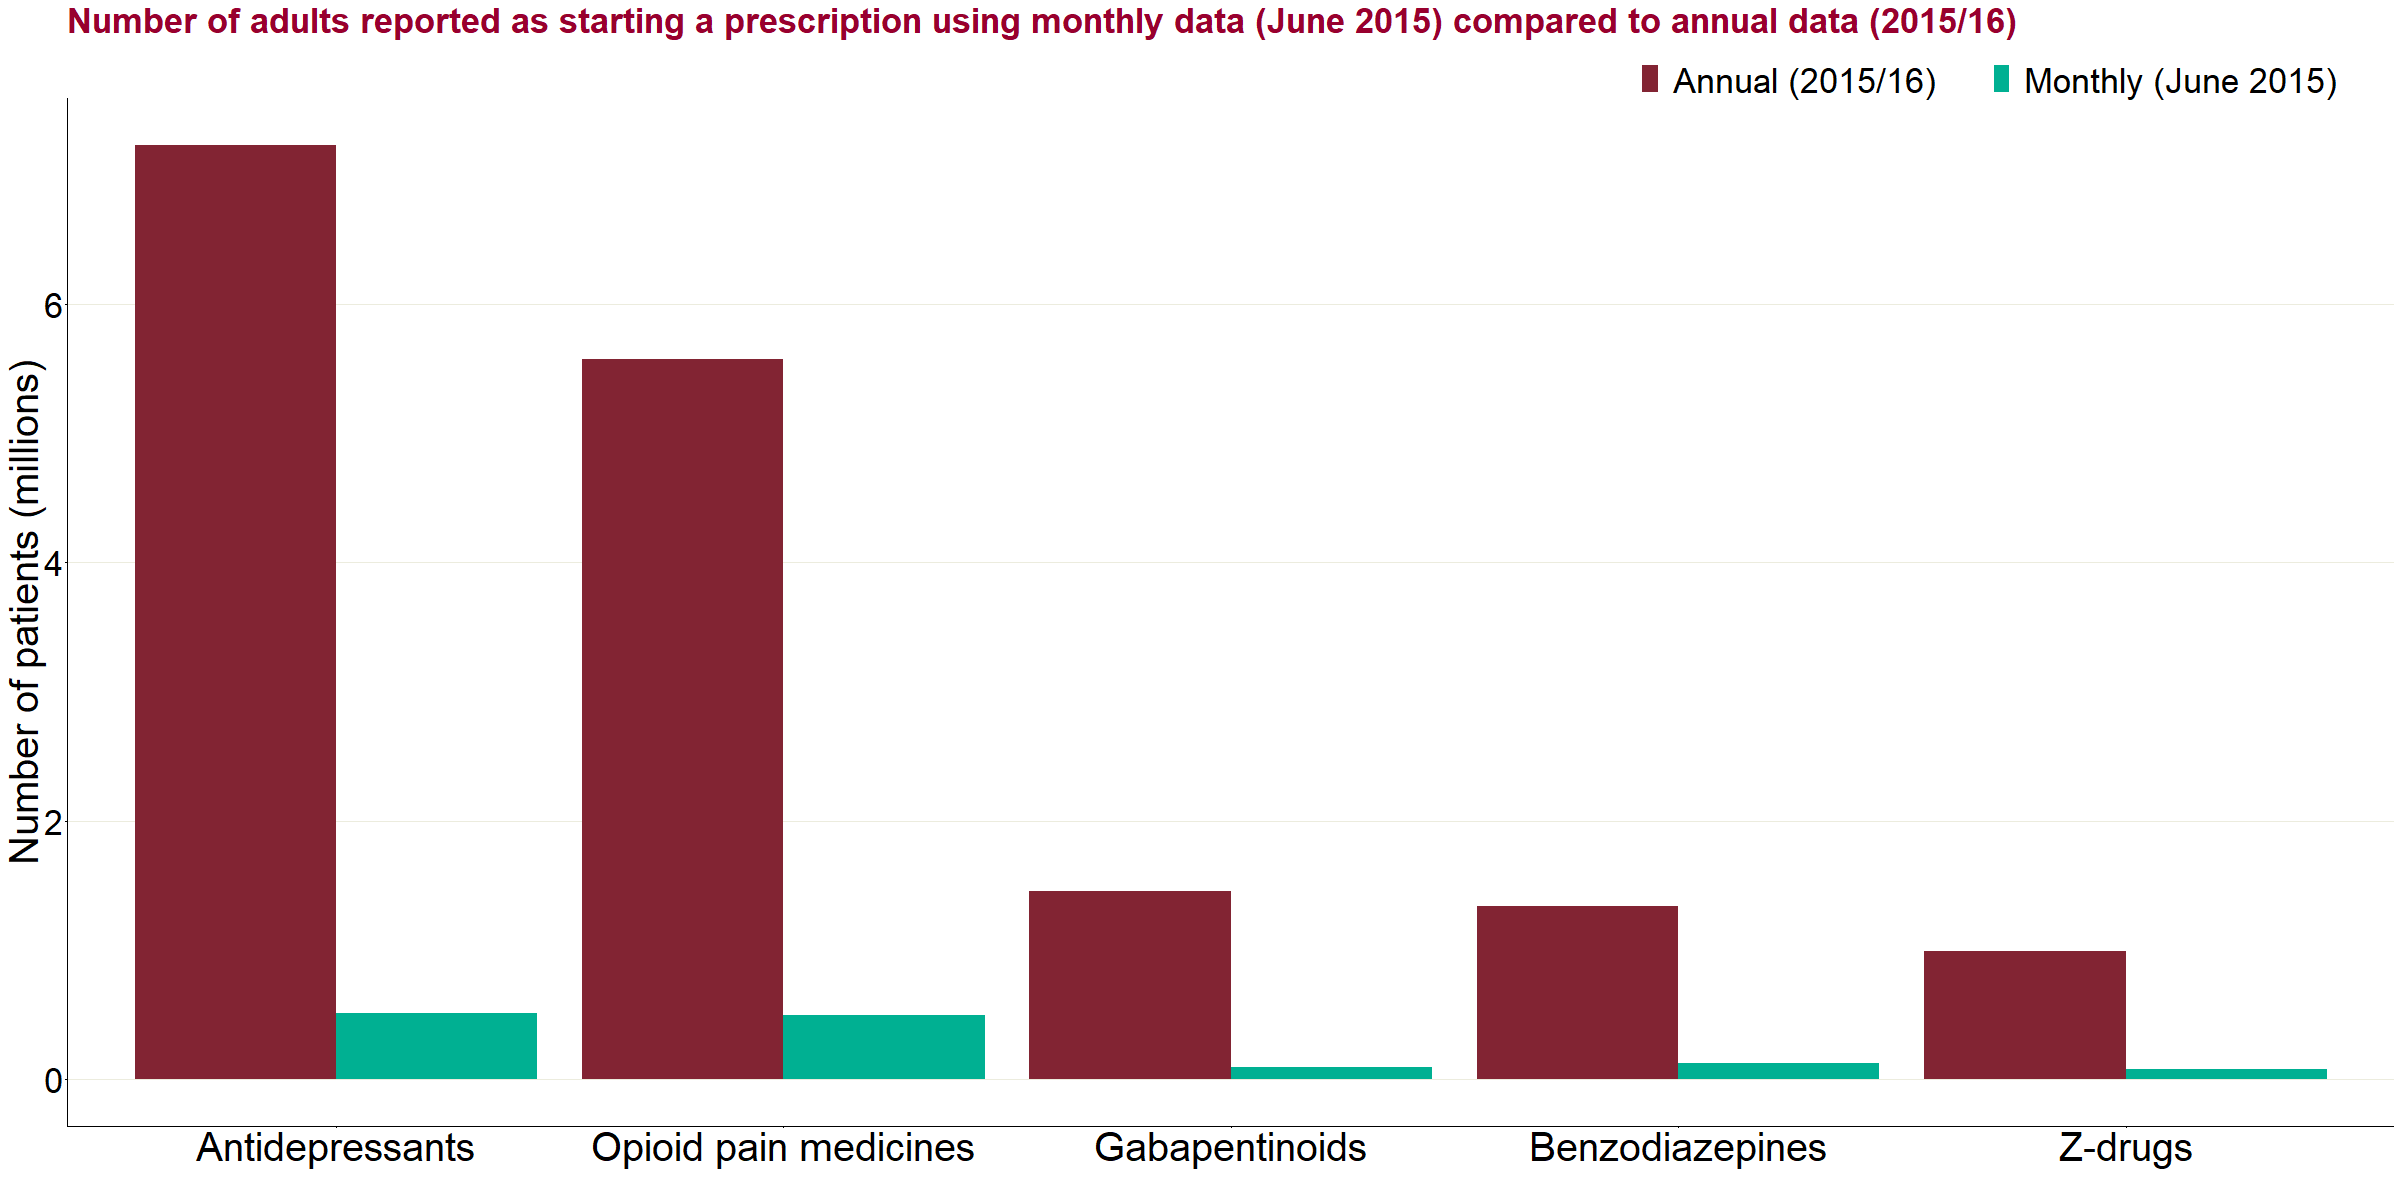 Number of adults reported as starting a prescription using monthly data (June 2015) compared to annual data (2015/16)
Annual (2015/16) Monthly (June 2015)
Number of patients (millions)
6
4
2
0
Antidepressants Opioid pain medicines Gabapentinoids Benzodiazepines Z-drugs